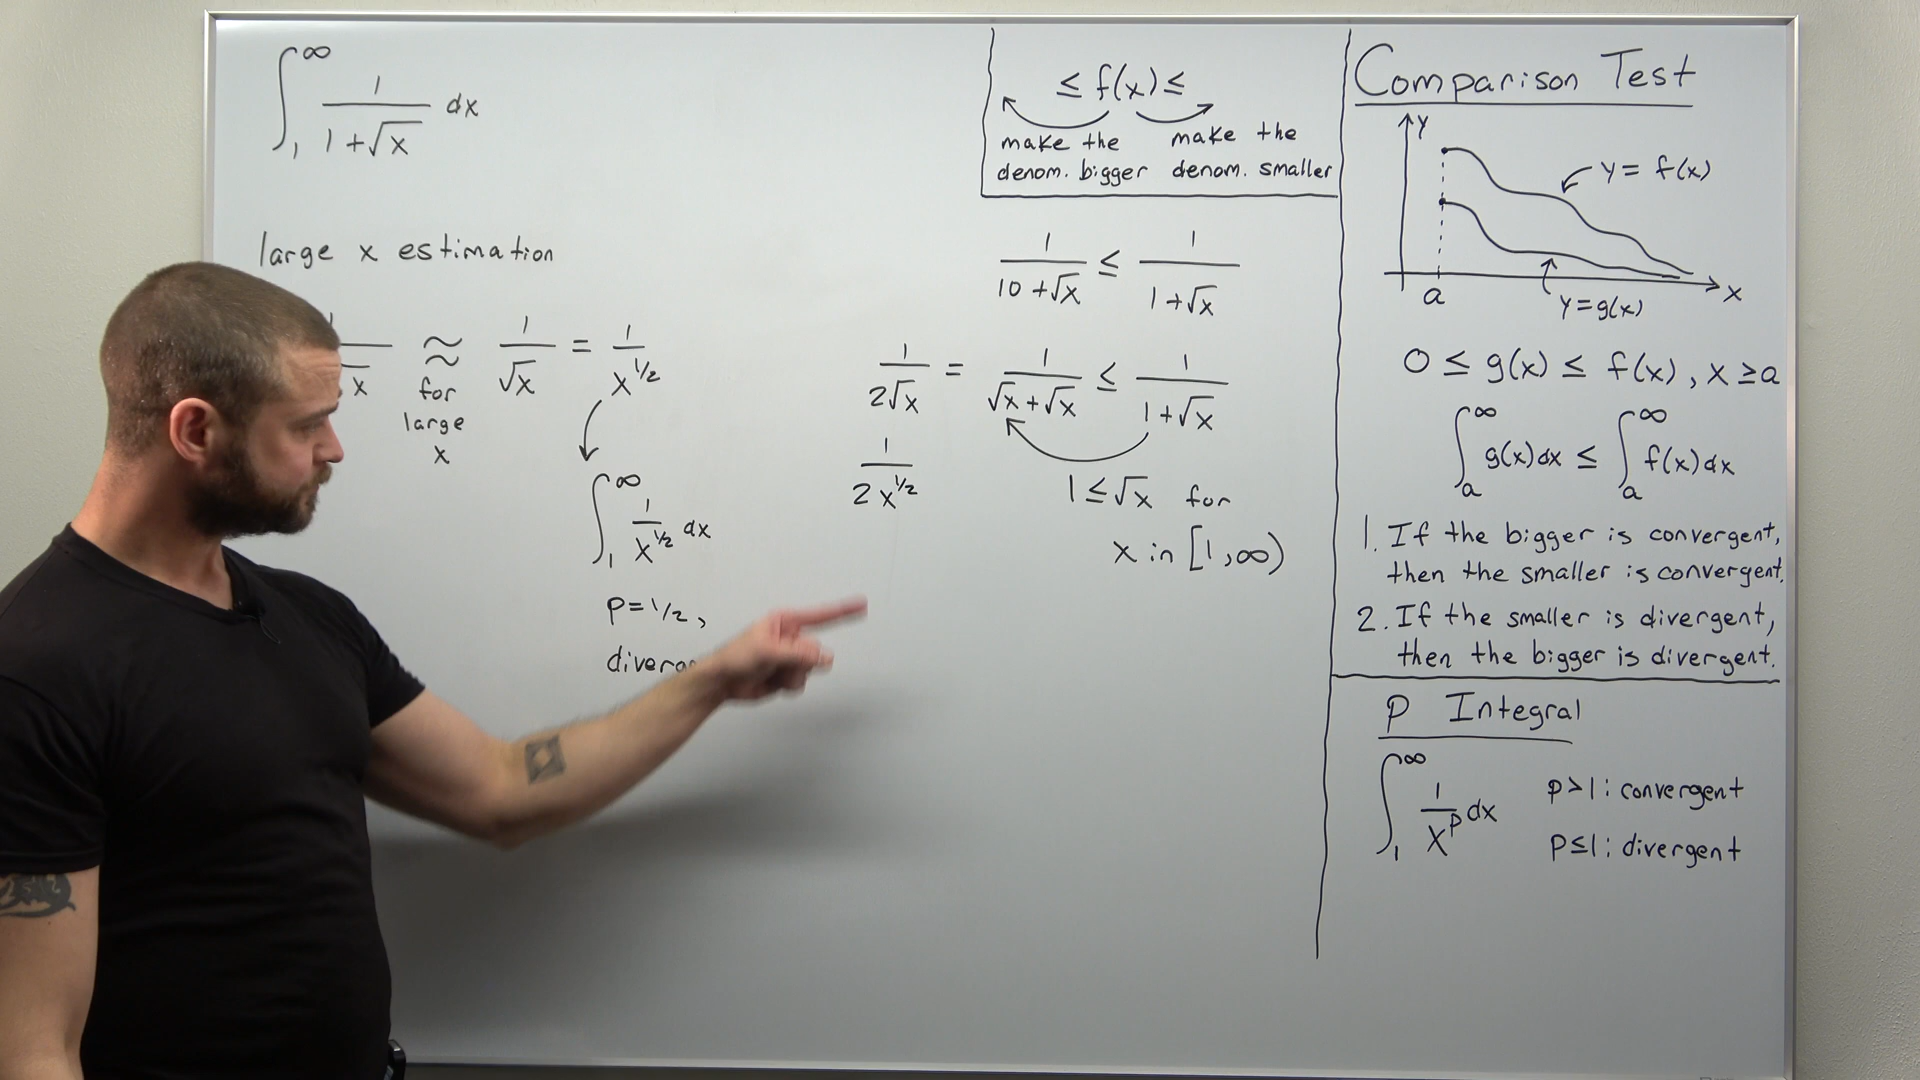 ∫₁^∞ 1/(1+√x) dx
large x estimation
≈ 1/√x = 1/x^(1/2)
for
large
x
∫₁^∞ 1/x^(1/2) dx
p=1/2,
≤ f(x) ≤
make the denom. bigger
make the denom. smaller
1/(10+√x) ≤ 1/(1+√x)
1/(2√x) = 1/(√x+√x) ≤ 1/(1+√x)
1/(2x^(1/2))
1≤√x for
x in [1,∞)
Comparison Test
y
y= f(x)
a
x
y=g(x)
0 ≤ g(x) ≤ f(x), x ≥a
∫ₐ^∞ g(x)dx ≤ ∫ₐ^∞ f(x)dx
1. If the bigger is convergent,
then the smaller is convergent.
2. If the smaller is divergent,
then the bigger is divergent.
P Integral
∫₁^∞ 1/x^p dx
p>1: convergent
p≤1: divergent